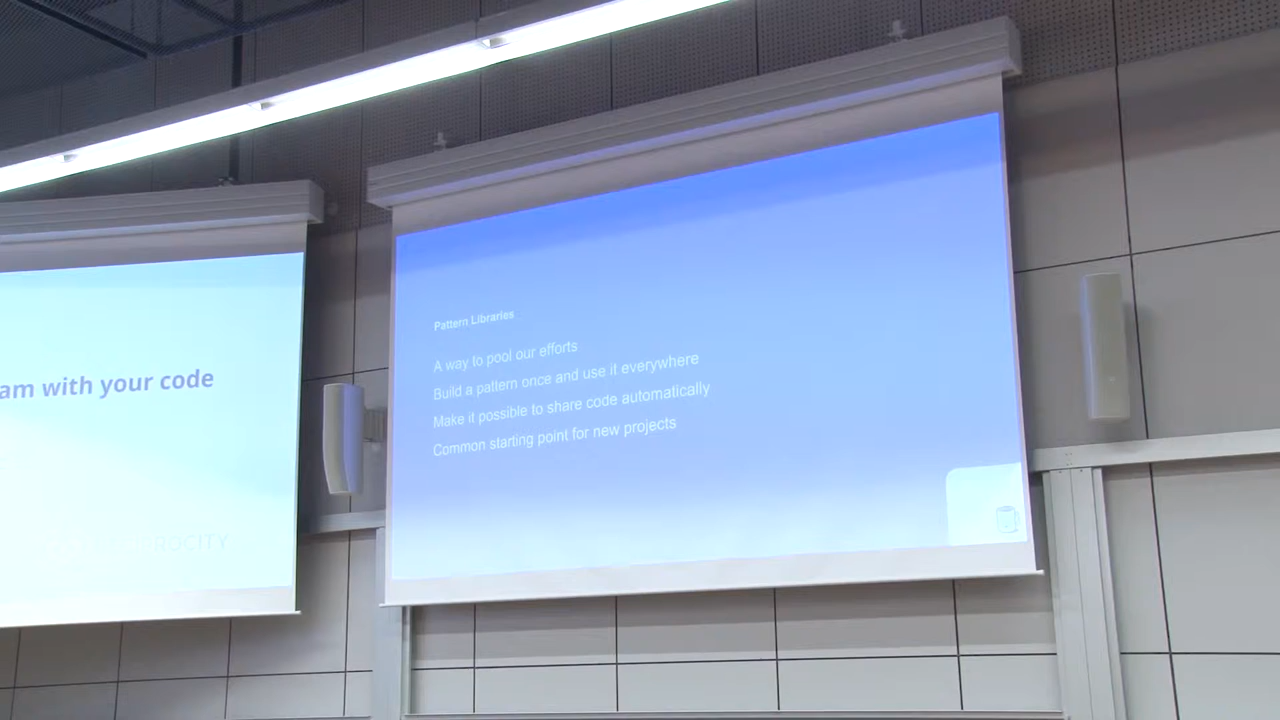 am with your code
OCITY
Pattern Libraries
A way to pool our efforts
Build a pattern once and use it everywhere
Make it possible to share code automatically
Common starting point for new projects